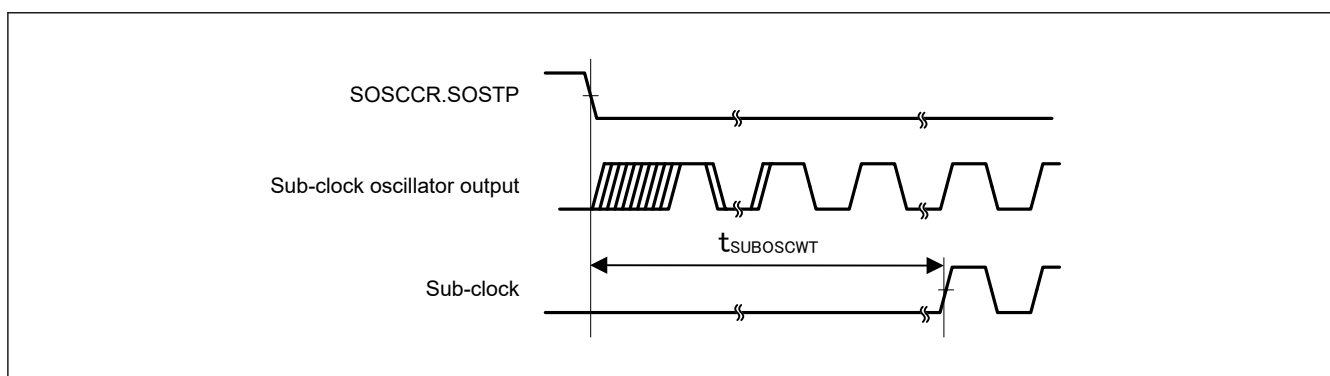 SOSCCR.SOSTP
Sub-clock oscillator output
tSUBOSCWT
Sub-clock